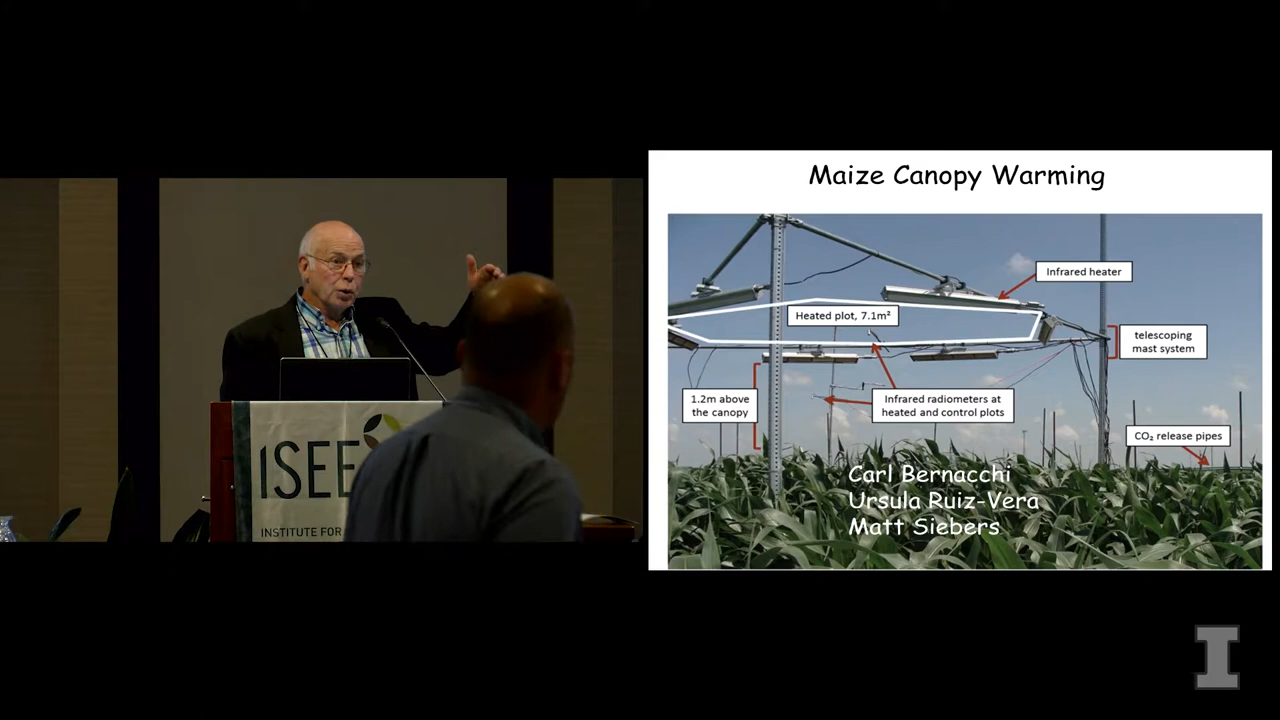 Maize Canopy Warming
Infrared heater
Heated plot, 7.1m²
telescoping
mast system
1.2m above
the canopy
Infrared radiometers at
heated and control plots
CO₂ release pipes
Carl Bernacchi
Ursula Ruiz-Vera
Matt Siebers
ISEE
INSTITUTE FOR
I